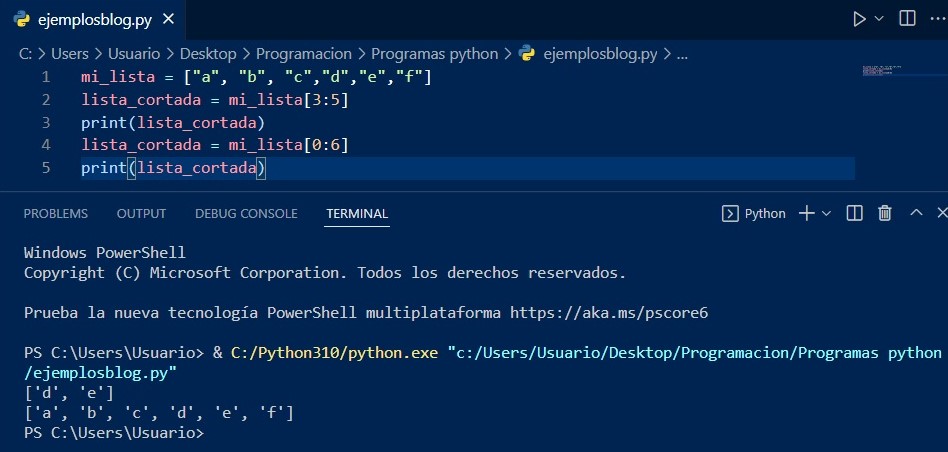 ejemplosblog.py
C: > Users > Usuario > Desktop > Programacion > Programas python > ejemplosblog.py > ...
1 mi_lista = ["a", "b", "c","d","e","f"]
2 lista_cortada = mi_lista[3:5]
3 print(lista_cortada)
4 lista_cortada = mi_lista[0:6]
5 print(lista_cortada)
PROBLEMS OUTPUT DEBUG CONSOLE TERMINAL Python
Windows PowerShell
Copyright (C) Microsoft Corporation. Todos los derechos reservados.
Prueba la nueva tecnología PowerShell multiplataforma https://aka.ms/pscore6
PS C:\Users\Usuario> & C:/Python310/python.exe "c:/Users/Usuario/Desktop/Programacion/Programas python
/ejemplosblog.py"
['d', 'e']
['a', 'b', 'c', 'd', 'e', 'f']
PS C:\Users\Usuario>